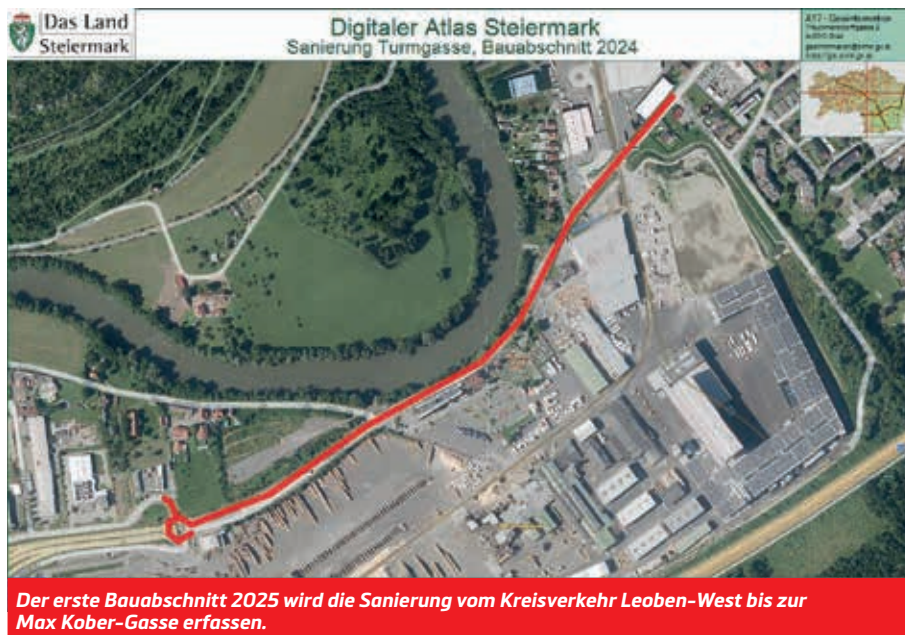 Das Land
Steiermark
Digitaler Atlas Steiermark
Sanierung Turmgasse, Bauabschnitt 2024
Der erste Bauabschnitt 2025 wird die Sanierung vom Kreisverkehr Leoben-West bis zur
Max Kober-Gasse erfassen.